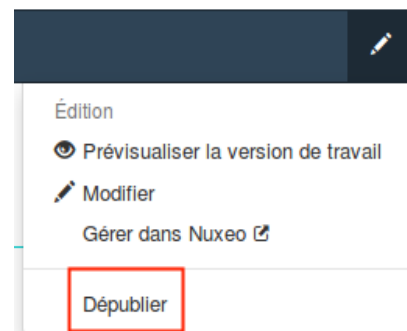 Édition
Prévisualiser la version de travail
Modifier
Gérer dans Nuxeo
Dépublier